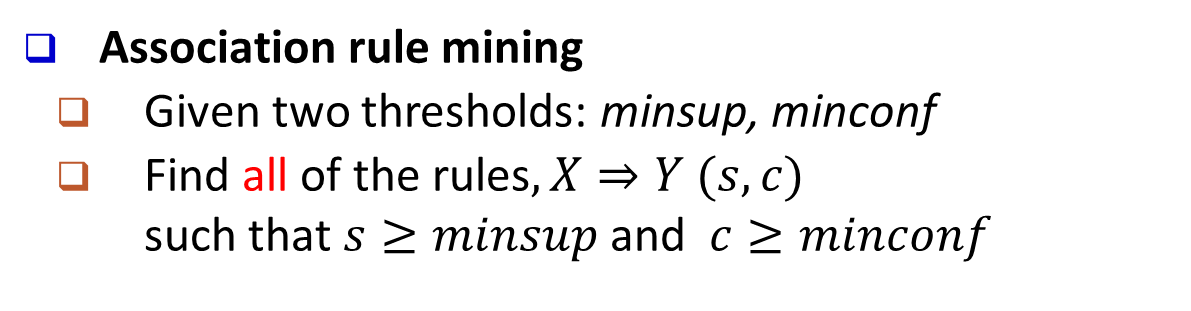 Association rule mining
Given two thresholds: minsup, minconf
Find all of the rules, X ⇒ Y (s, c)
such that s ≥ minsup and c ≥ minconf